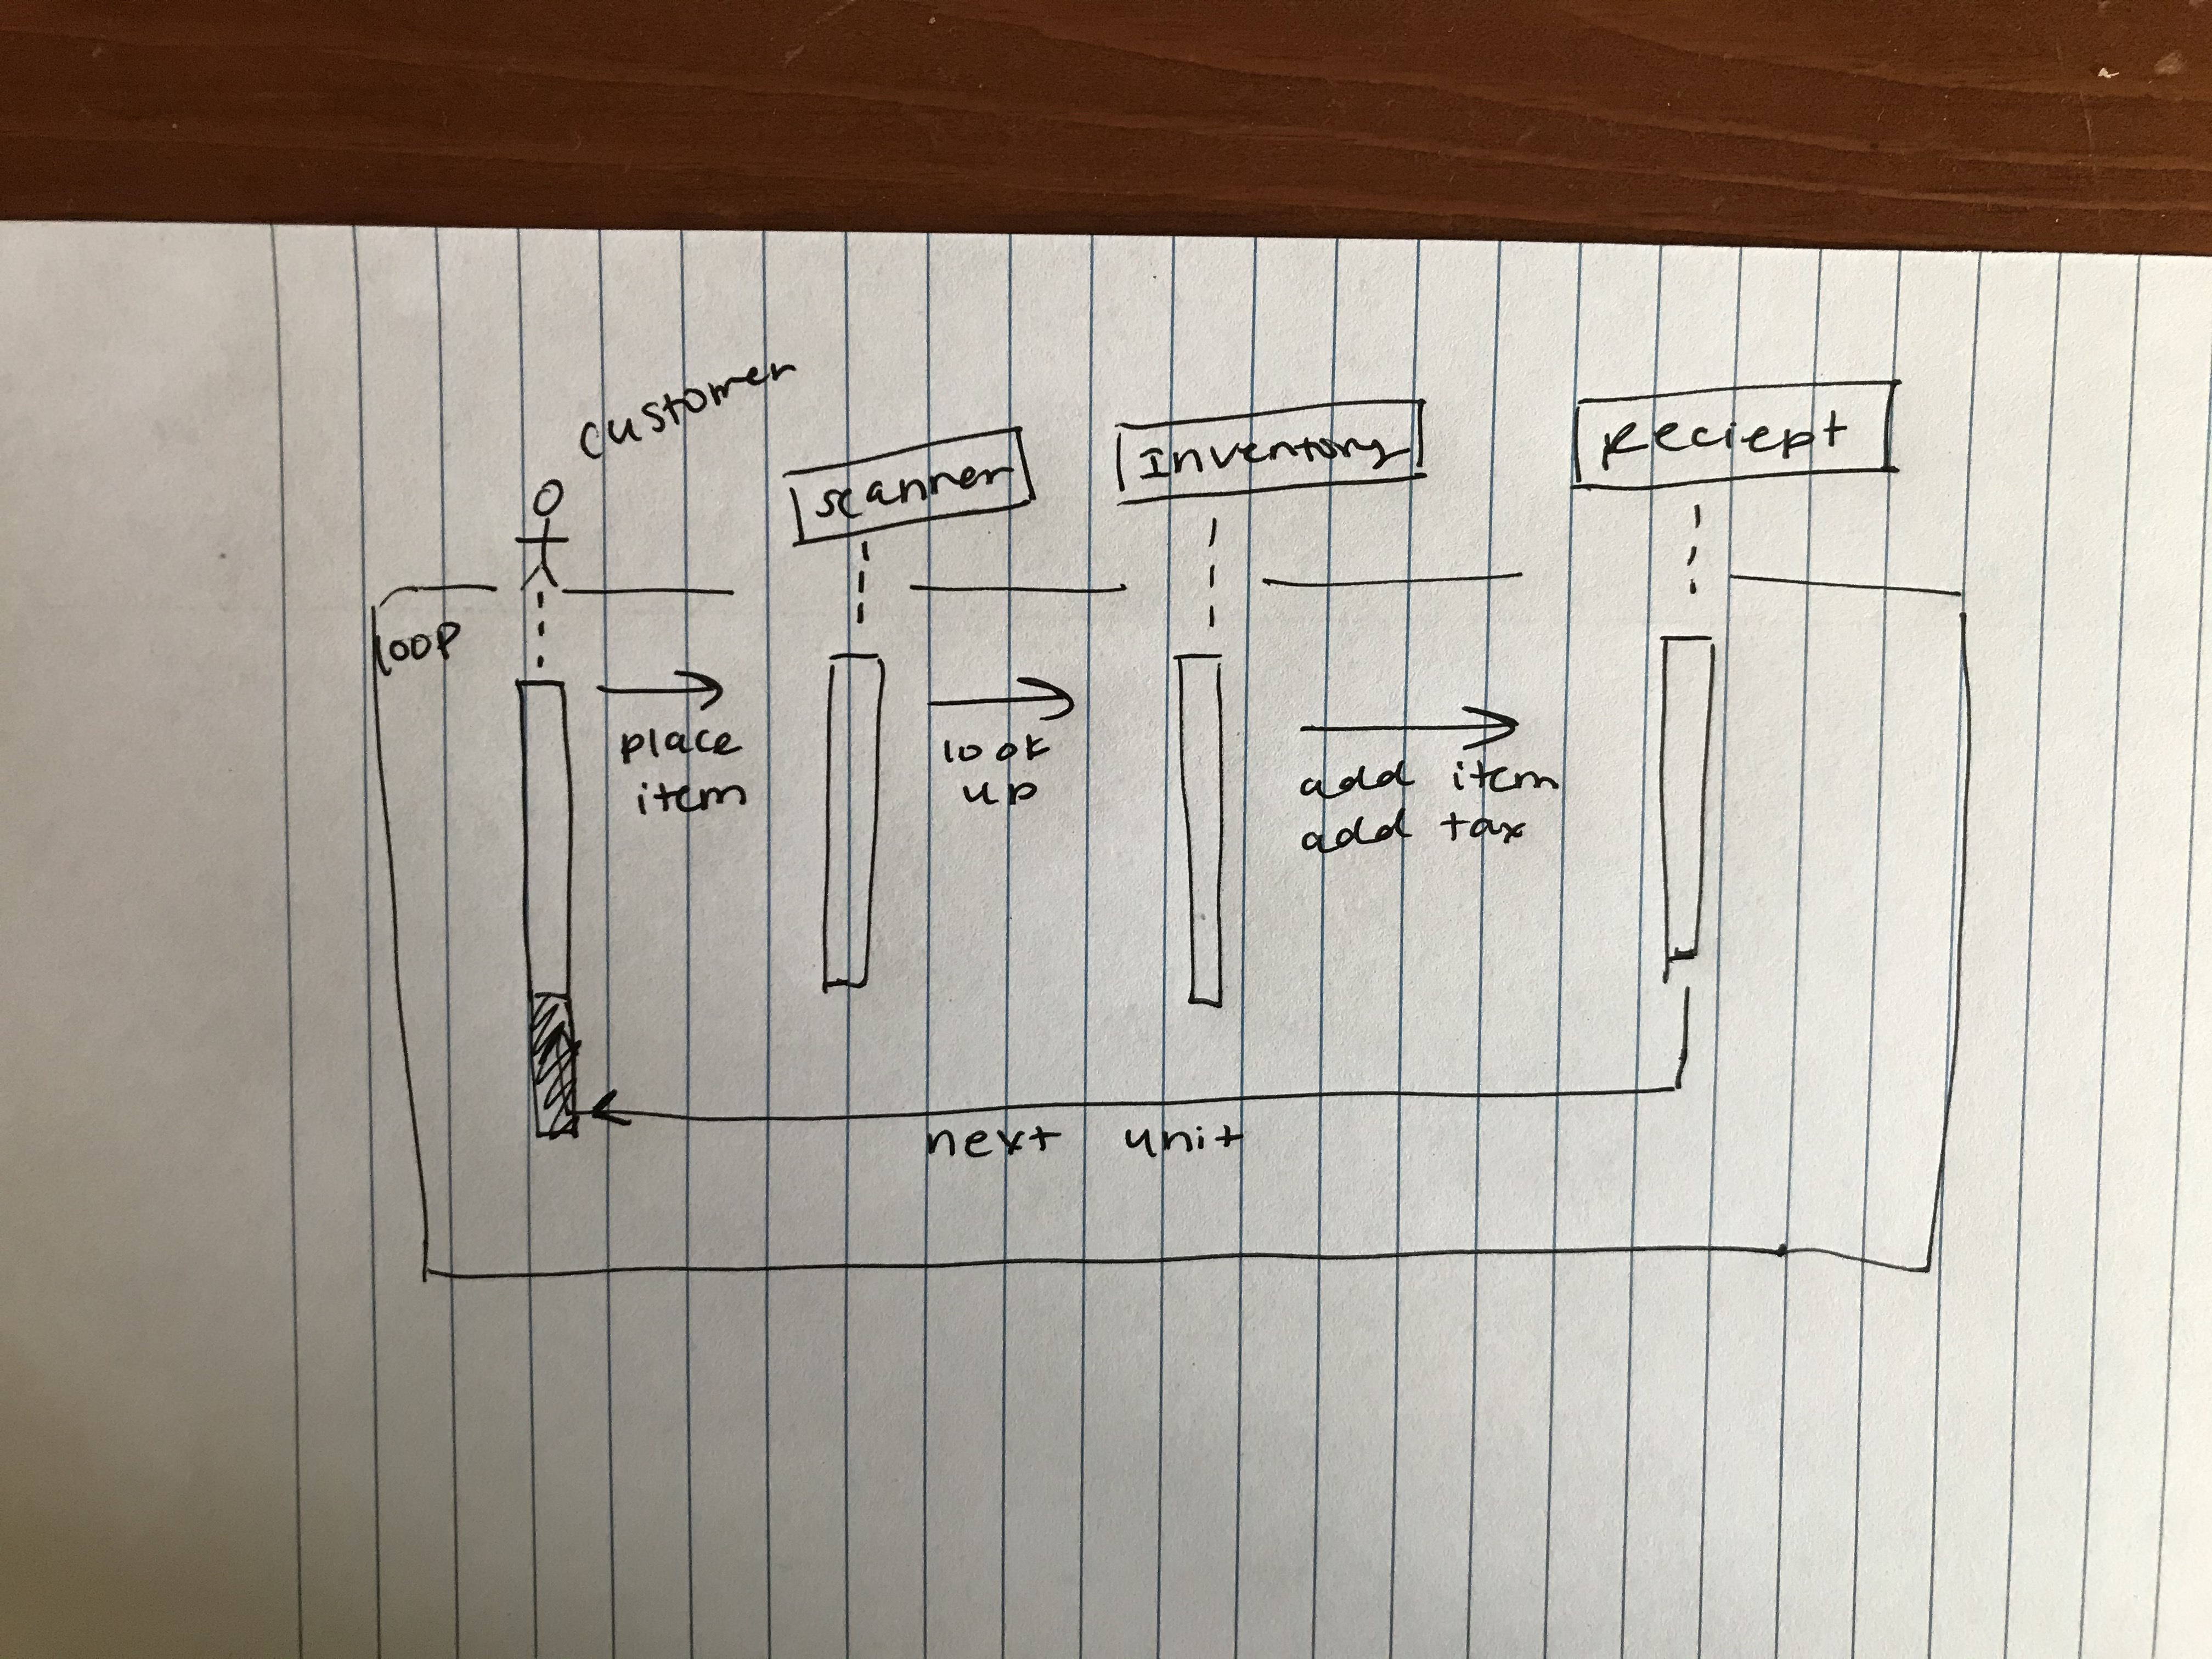 customer
scanner
Inventory
Reciept
loop
place
item
look
up
add item
add tax
next unit